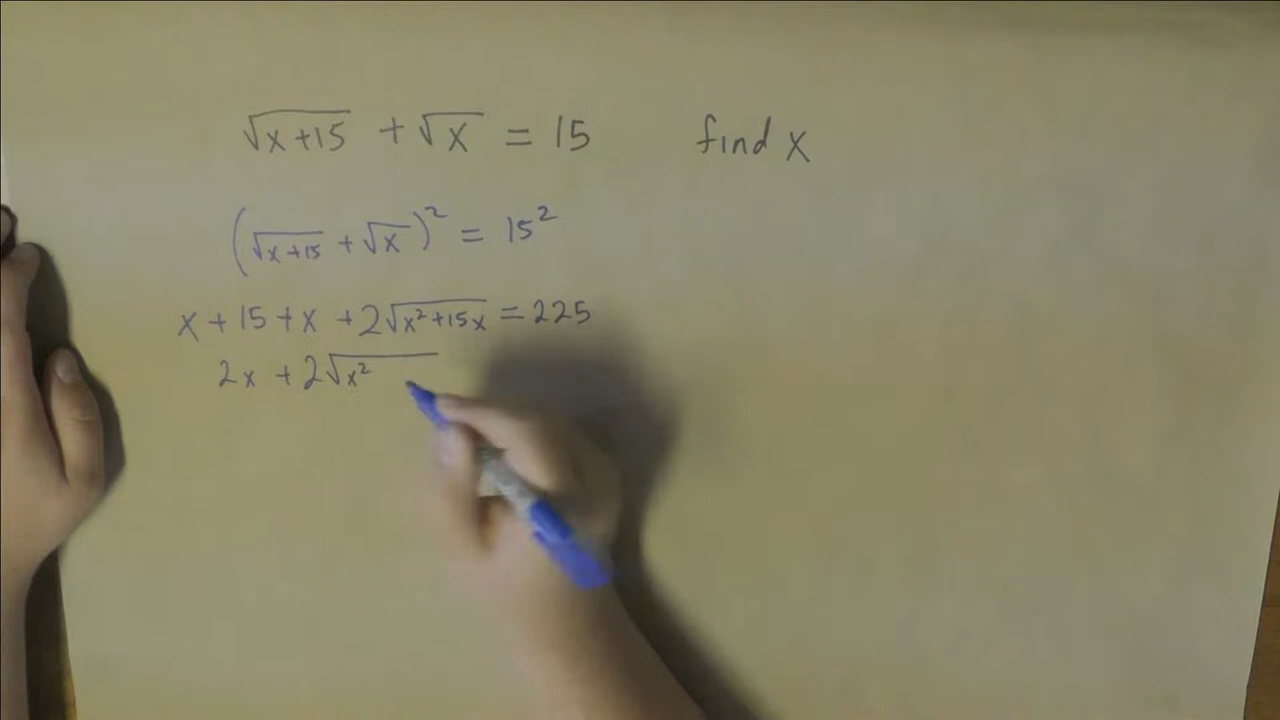 √(x+15) + √x = 15 find x
(√(x+15) + √x)² = 15²
x + 15 + x + 2√(x²+15x) = 225
2x + 2√x²